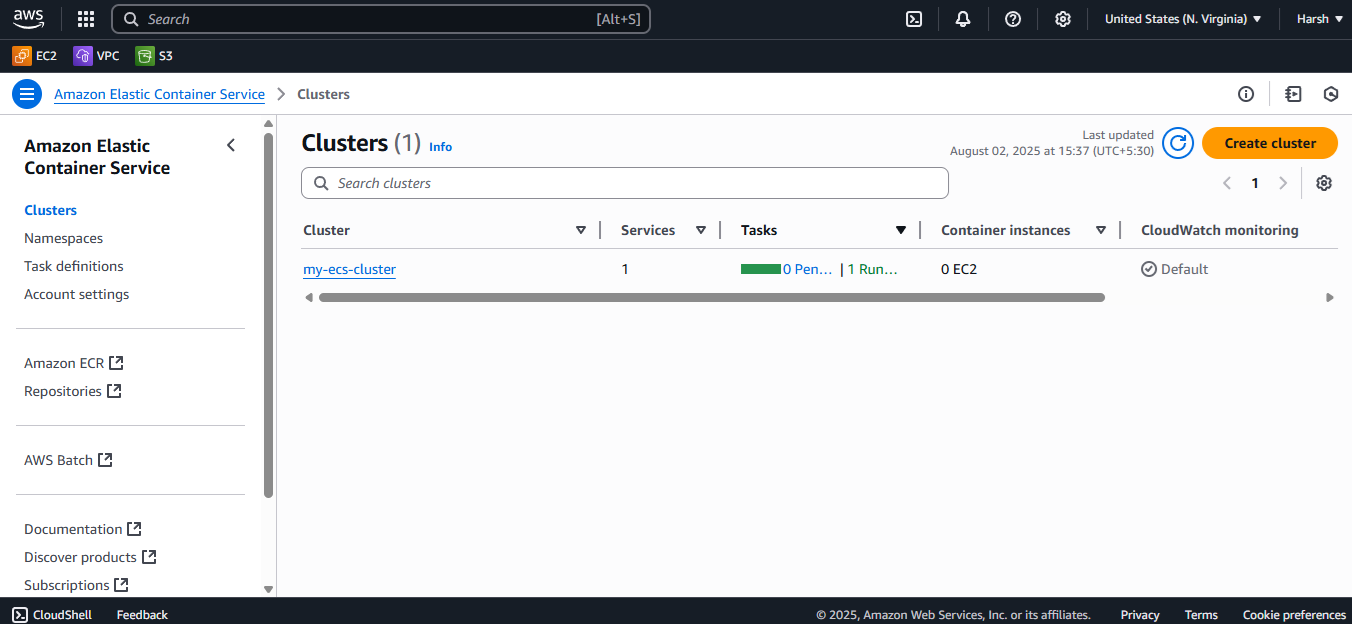 aws
Search [Alt+S]
United States (N. Virginia)
Harsh
EC2 VPC S3
Amazon Elastic Container Service > Clusters
Amazon Elastic
Container Service
Clusters
Namespaces
Task definitions
Account settings
Amazon ECR
Repositories
AWS Batch
Documentation
Discover products
Subscriptions
Clusters (1) Info
Last updated
August 02, 2025 at 15:37 (UTC+5:30)
Create cluster
Search clusters
1
Cluster Services Tasks Container instances CloudWatch monitoring
my-ecs-cluster 1 0 Pen... | 1 Run... 0 EC2 Default
CloudShell Feedback © 2025, Amazon Web Services, Inc. or its affiliates. Privacy Terms Cookie preferences